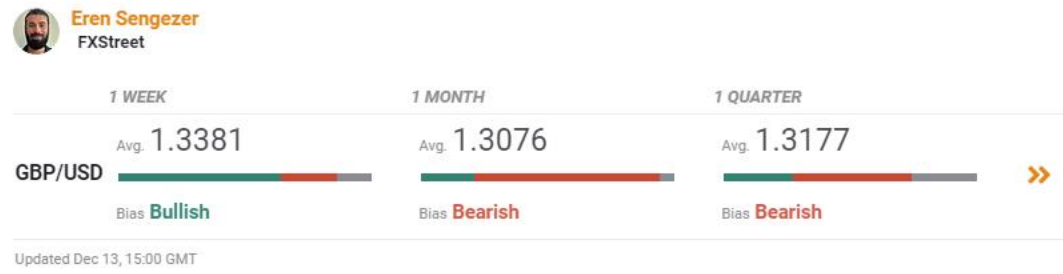 Eren Sengezer
FXStreet
1 WEEK 1 MONTH 1 QUARTER
Avg. 1.3381 Avg. 1.3076 Avg. 1.3177
GBP/USD
Bias Bullish Bias Bearish Bias Bearish
Updated Dec 13, 15:00 GMT